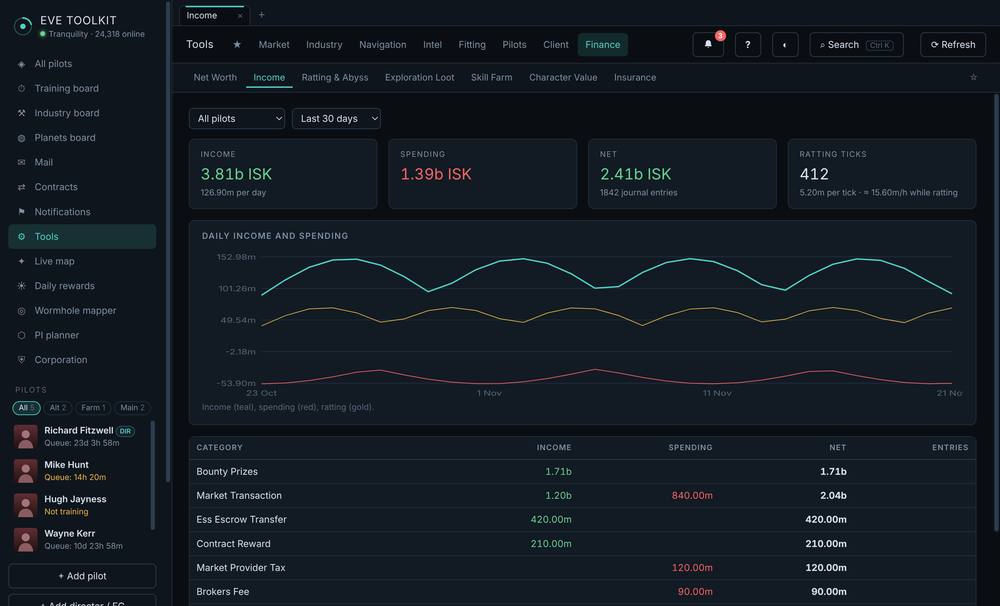 EVE TOOLKIT
Tranquility · 24,318 online
All pilots
Training board
Industry board
Planets board
Mail
Contracts
Notifications
Tools
Live map
Daily rewards
Wormhole mapper
PI planner
Corporation
PILOTS
All 5 Alt 2 Farm 1 Main 2
Richard Fitzwell DIR
Queue: 23d 3h 58m
Mike Hunt
Queue: 14h 20m
Hugh Jayness
Not training
Wayne Kerr
Queue: 10d 23h 58m
+ Add pilot
+ Add director / FC
Income × +
Tools ★ Market Industry Navigation Intel Fitting Pilots Client Finance 3 ? Search Ctrl K ⟳ Refresh
Net Worth Income Ratting & Abyss Exploration Loot Skill Farm Character Value Insurance ☆
All pilots Last 30 days
INCOME
3.81b ISK
126.90m per day
SPENDING
1.39b ISK
NET
2.41b ISK
1842 journal entries
RATTING TICKS
412
5.20m per tick · ≈ 15.60m/h while ratting
DAILY INCOME AND SPENDING
152.98m
101.26m
49.54m
-2.18m
-53.90m
23 Oct 1 Nov 11 Nov 21 Nov
Income (teal), spending (red), ratting (gold).
CATEGORY INCOME SPENDING NET ENTRIES
Bounty Prizes 1.71b 1.71b
Market Transaction 1.20b 840.00m 2.04b
Ess Escrow Transfer 420.00m 420.00m
Contract Reward 210.00m 210.00m
Market Provider Tax 120.00m 120.00m
Brokers Fee 90.00m 90.00m